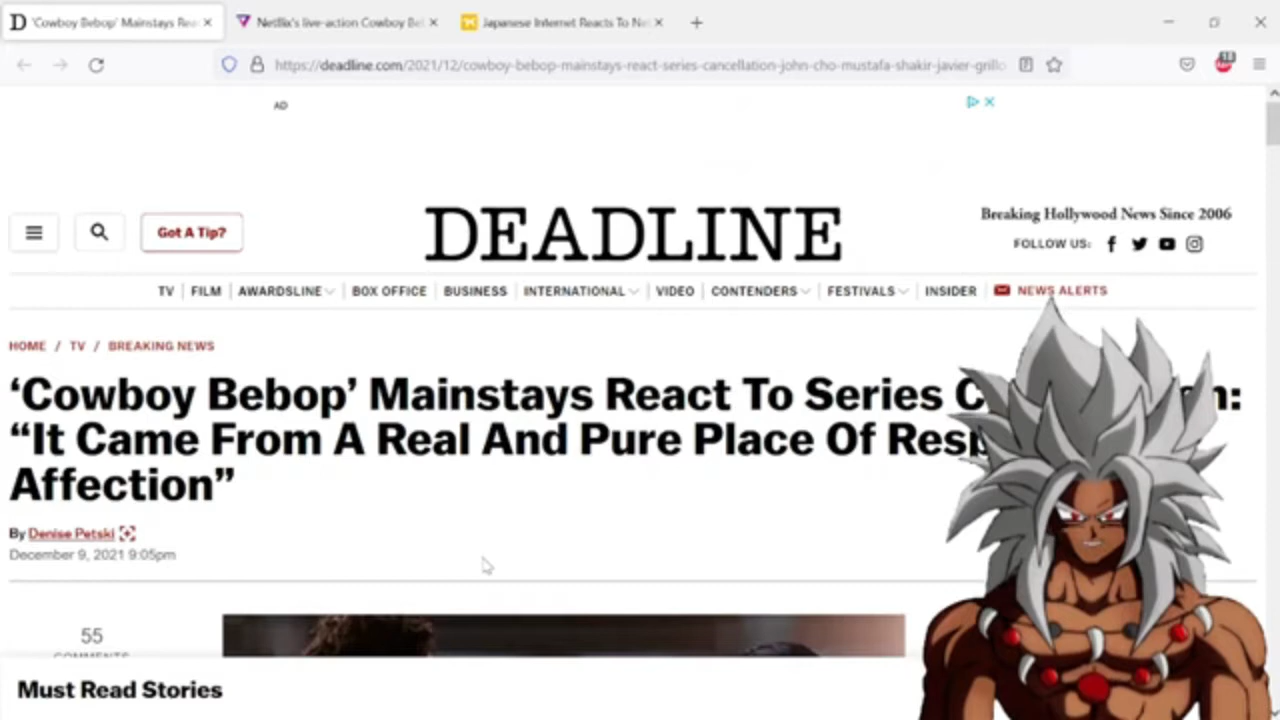 'Cowboy Bebop' Mainstays Rea
Netflix's live-action Cowboy Be
Japanese Internet Reacts To Ne
https://deadline.com/2021/12/cowboy-bebop-mainstays-react-series-cancellation-john-cho-mustafa-shakir-javier-grillo
AD
Got A Tip?
DEADLINE
Breaking Hollywood News Since 2006
FOLLOW US:
TV FILM AWARDSLINE BOX OFFICE BUSINESS INTERNATIONAL VIDEO CONTENDERS FESTIVALS INSIDER NEWS ALERTS
HOME / TV / BREAKING NEWS
‘Cowboy Bebop’ Mainstays React To Series C n:
“It Came From A Real And Pure Place Of Resp
Affection”
By Denise Petski
December 9, 2021 9:05pm
55
COMMENTS
Must Read Stories